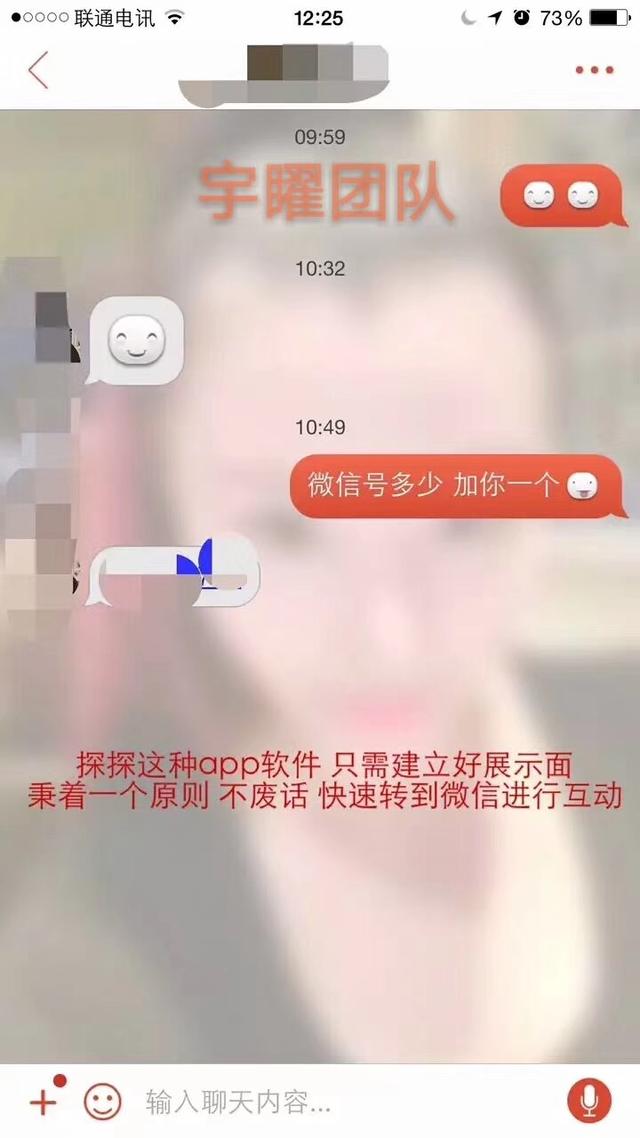 联通电讯
12:25
73%
09:59
宇曜团队
10:32
10:49
微信号多少 加你一个
探探这种app软件 只需建立好展示面
秉着一个原则 不废话 快速转到微信进行互动
输入聊天内容...